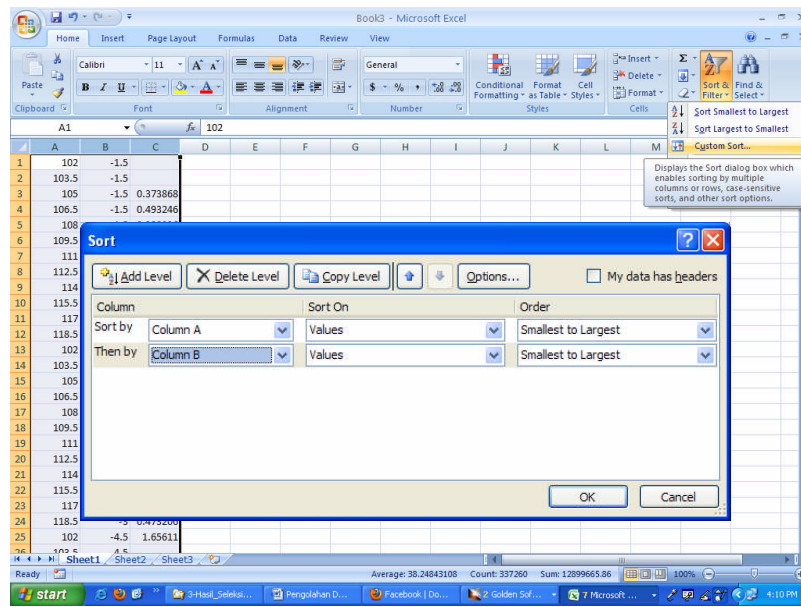 Book3 - Microsoft Excel
Home Insert Page Layout Formulas Data Review View
Paste
Calibri 11 A A
B I U
General
$ % ,
Conditional Formatting
Format as Table
Cell Styles
Insert
Delete
Format
Sort & Filter
Find & Select
Clipboard Font Alignment Number Styles Cells
A1 fx 102
Sort Smallest to Largest
Sort Largest to Smallest
Custom Sort...
Displays the Sort dialog box which
enables sorting by multiple
columns or rows, case-sensitive
sorts, and other sort options.
A B C D E F G H I J K L M
1 102 -1.5
2 103.5 -1.5
3 105 -1.5 0.373868
4 106.5 -1.5 0.493246
5 108
6 109.5
7 111
8 112.5
9 114
10 115.5
11 117
12 118.5
13 102
14 103.5
15 105
16 106.5
17 108
18 109.5
19 111
20 112.5
21 114
22 115.5
23 117
24 118.5 -3
25 102 -4.5 1.65611
Sort
Add Level Delete Level Copy Level Options... My data has headers
Column Sort On Order
Sort by Column A Values Smallest to Largest
Then by Column B Values Smallest to Largest
OK Cancel
Sheet1 Sheet2 Sheet3
Ready Average: 38.24843108 Count: 337260 Sum: 12899665.86 100%
start 3-Hasil_Seleksi... Pengolahan D... Facebook | Do... 2 Golden Sof... 7 Microsoft ... 4:10 PM